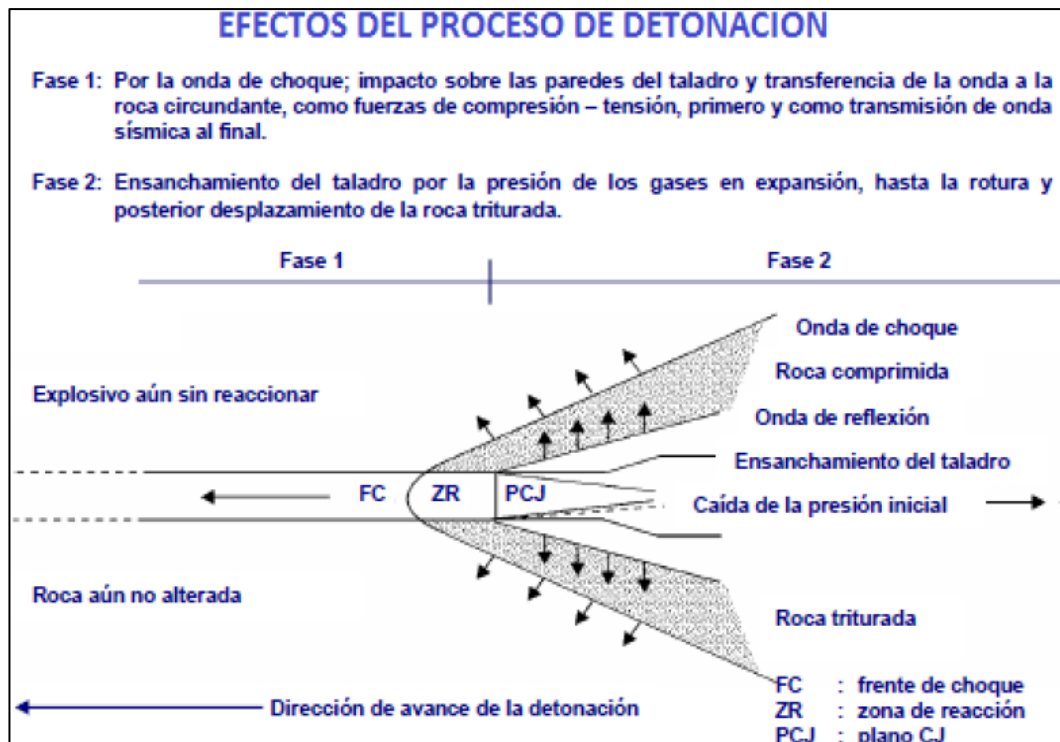 EFECTOS DEL PROCESO DE DETONACION
Fase 1: Por la onda de choque; impacto sobre las paredes del taladro y transferencia de la onda a la
roca circundante, como fuerzas de compresión – tensión, primero y como transmisión de onda
sísmica al final.
Fase 2: Ensanchamiento del taladro por la presión de los gases en expansión, hasta la rotura y
posterior desplazamiento de la roca triturada.
Fase 1
Fase 2
Onda de choque
Roca comprimida
Explosivo aún sin reaccionar
Onda de reflexión
Ensanchamiento del taladro
FC ZR PCJ
Caída de la presión inicial
Roca aún no alterada
Roca triturada
FC : frente de choque
ZR : zona de reacción
PCJ : plano CJ
Dirección de avance de la detonación